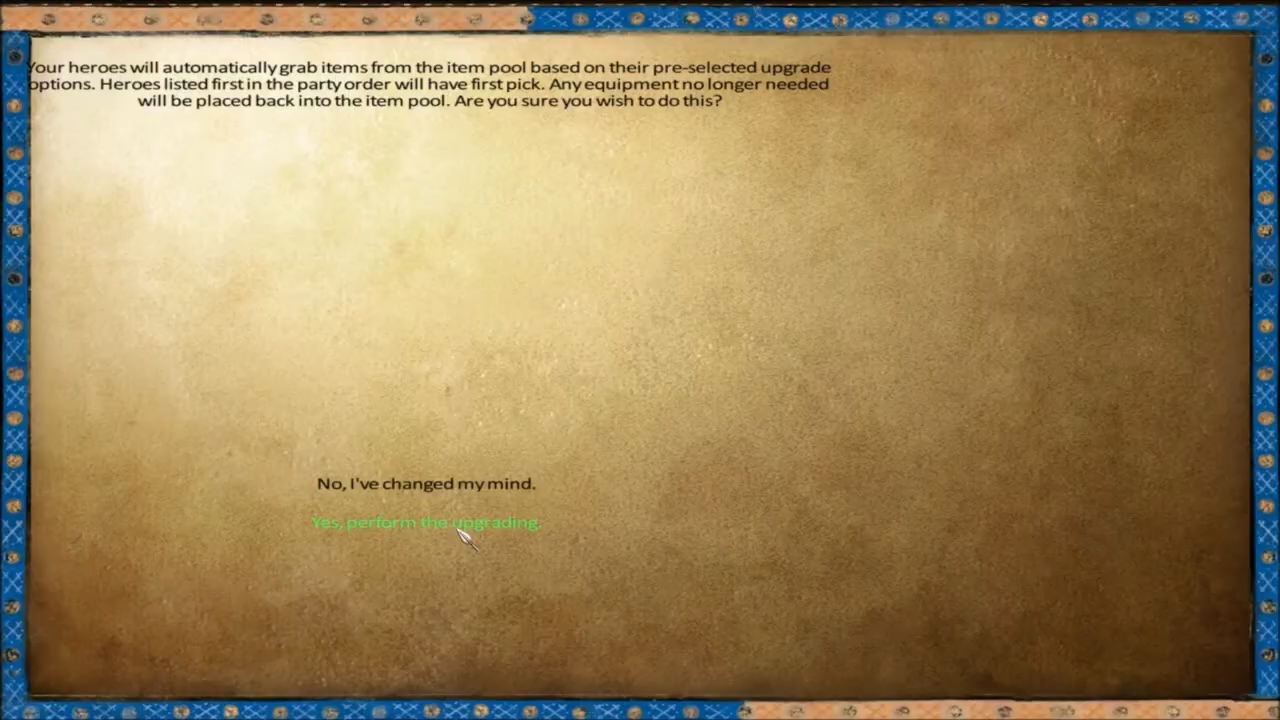 Your heroes will automatically grab items from the item pool based on their pre-selected upgrade
options. Heroes listed first in the party order will have first pick. Any equipment no longer needed
will be placed back into the item pool. Are you sure you wish to do this?
No, I've changed my mind.
Yes, perform the upgrading.